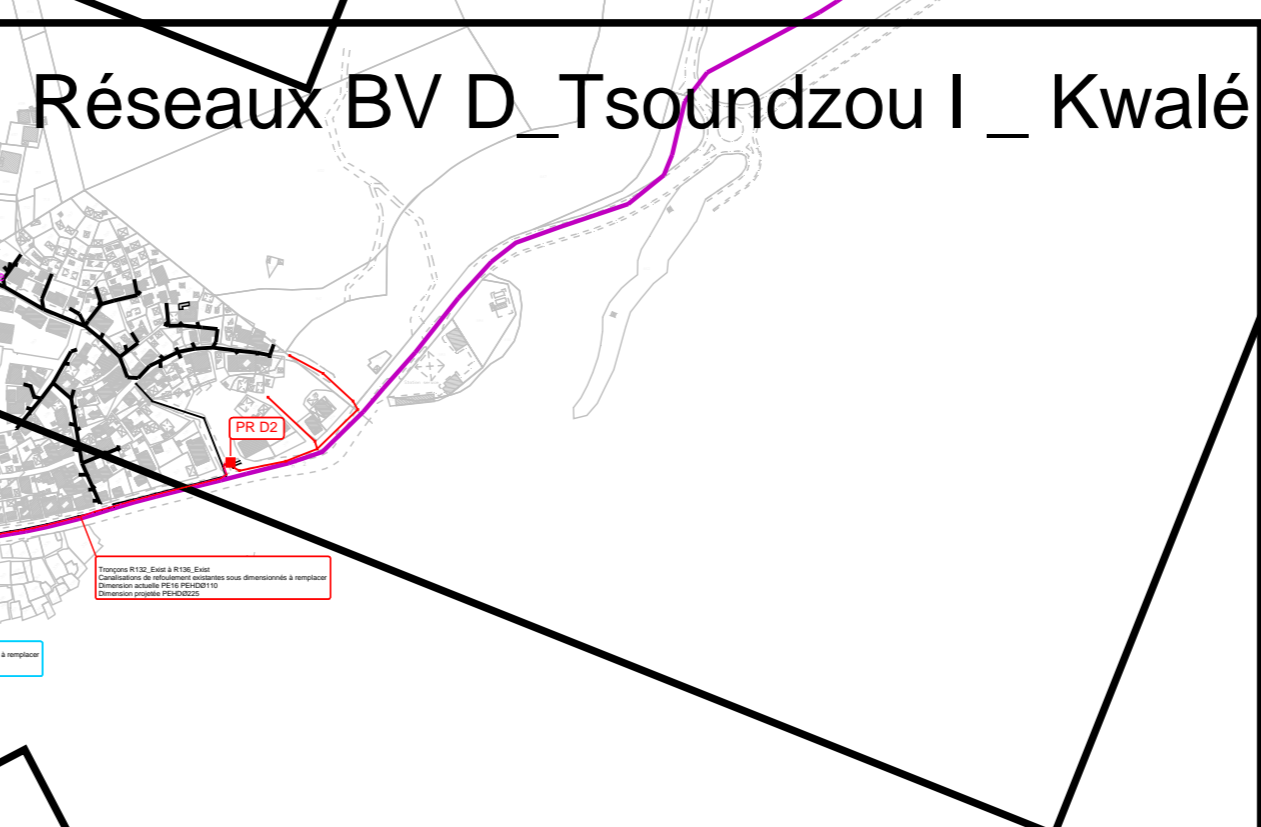 Réseaux BV D_Tsoundzou I _ Kwalé
PR D2
Tronçons R132_Exist à R136_Exist
Canalisations de refoulement existantes sous dimensionnés à remplacer
Dimension actuelle PE16 PEHDØ110
Dimension projetée PEHDØ225
à remplacer